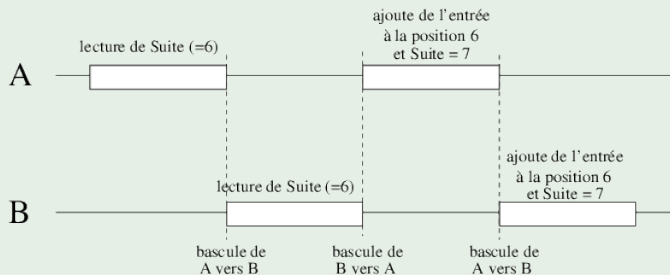 ajoute de l'entrée
à la position 6
et Suite = 7
lecture de Suite (=6)
A
ajoute de l'entrée
à la position 6
et Suite = 7
lecture de Suite (=6)
B
bascule de
A vers B
bascule de
B vers A
bascule de
A vers B